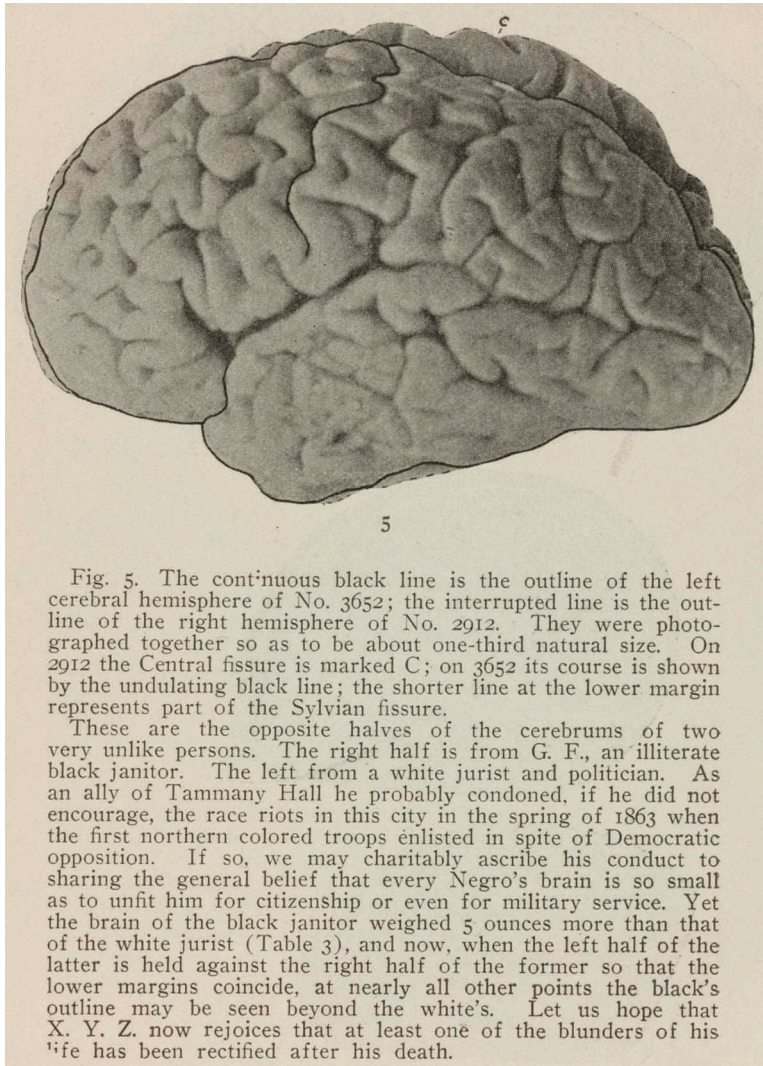 C
5
Fig. 5. The continuous black line is the outline of the left
cerebral hemisphere of No. 3652; the interrupted line is the out-
line of the right hemisphere of No. 2912. They were photo-
graphed together so as to be about one-third natural size. On
2912 the Central fissure is marked C; on 3652 its course is shown
by the undulating black line; the shorter line at the lower margin
represents part of the Sylvian fissure.
These are the opposite halves of the cerebrums of two
very unlike persons. The right half is from G. F., an illiterate
black janitor. The left from a white jurist and politician. As
an ally of Tammany Hall he probably condoned, if he did not
encourage, the race riots in this city in the spring of 1863 when
the first northern colored troops enlisted in spite of Democratic
opposition. If so, we may charitably ascribe his conduct to
sharing the general belief that every Negro's brain is so small
as to unfit him for citizenship or even for military service. Yet
the brain of the black janitor weighed 5 ounces more than that
of the white jurist (Table 3), and now, when the left half of the
latter is held against the right half of the former so that the
lower margins coincide, at nearly all other points the black's
outline may be seen beyond the white's. Let us hope that
X. Y. Z. now rejoices that at least one of the blunders of his
life has been rectified after his death.